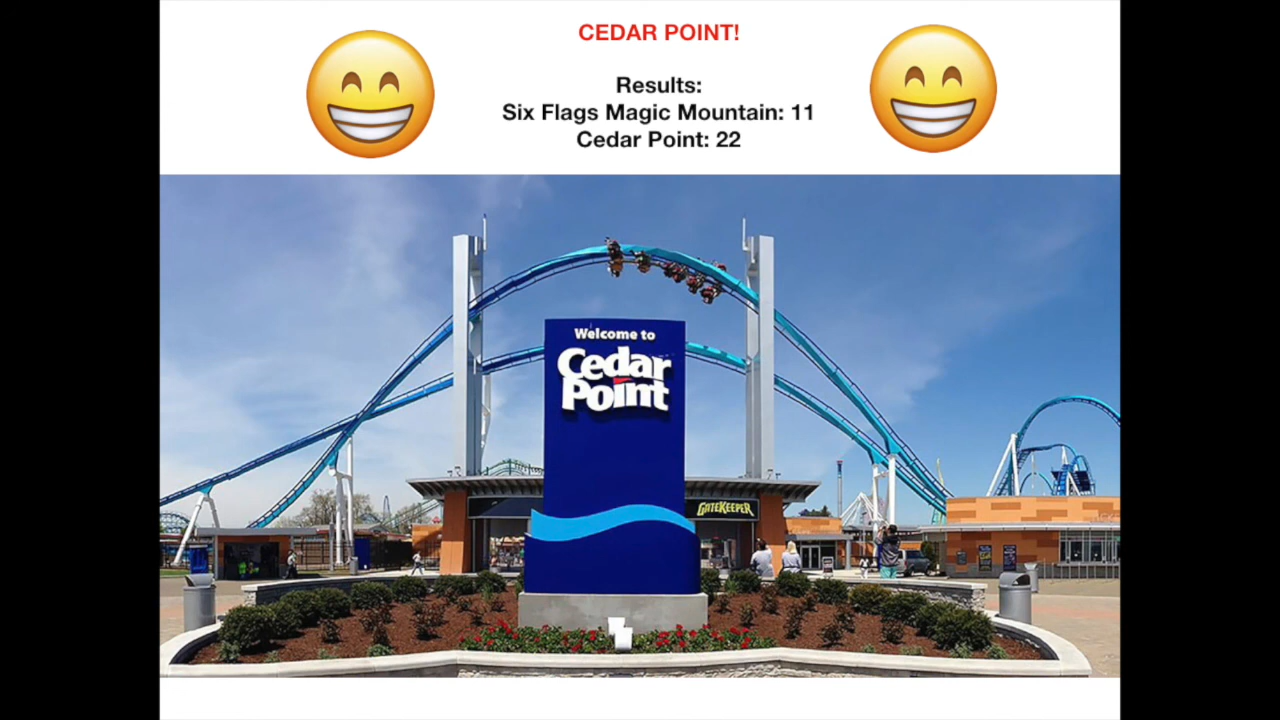 CEDAR POINT!
Results:
Six Flags Magic Mountain: 11
Cedar Point: 22
Welcome to
Cedar
Point
GATEKEEPER